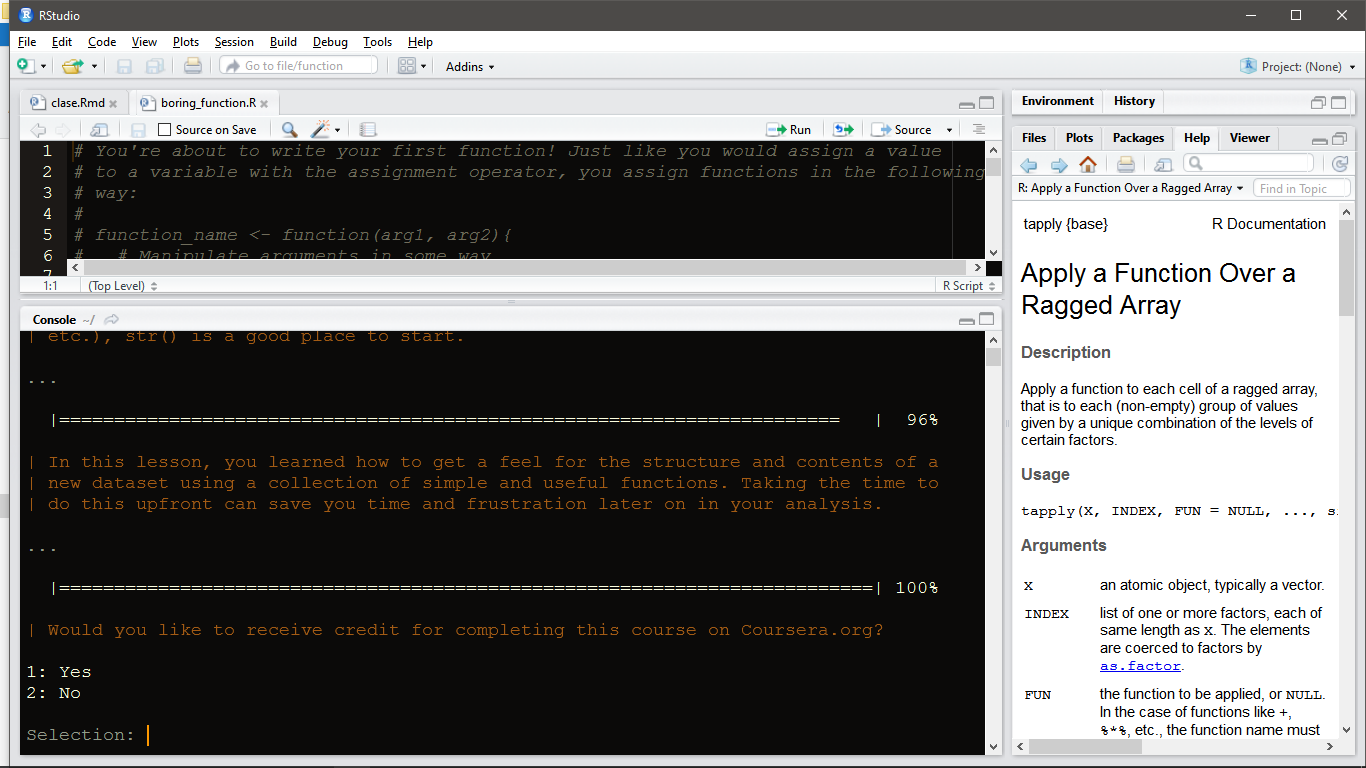 RStudio
File Edit Code View Plots Session Build Debug Tools Help
Go to file/function Addins Project: (None)
clase.Rmd boring_function.R
Source on Save Run Source
1 # You're about to write your first function! Just like you would assign a value
2 # to a variable with the assignment operator, you assign functions in the following
3 # way:
4 #
5 # function_name <- function(arg1, arg2){
6 #   # Manipulate arguments in some way
7
1:1 (Top Level) R Script
Console ~/
| etc.), str() is a good place to start.
...
|=======================================================================   |  96%
| In this lesson, you learned how to get a feel for the structure and contents of a
| new dataset using a collection of simple and useful functions. Taking the time to
| do this upfront can save you time and frustration later on in your analysis.
...
|==========================================================================| 100%
| Would you like to receive credit for completing this course on Coursera.org?
1: Yes
2: No
Selection:
Environment History
Files Plots Packages Help Viewer
R: Apply a Function Over a Ragged Array Find in Topic
tapply {base} R Documentation
Apply a Function Over a
Ragged Array
Description
Apply a function to each cell of a ragged array,
that is to each (non-empty) group of values
given by a unique combination of the levels of
certain factors.
Usage
tapply(X, INDEX, FUN = NULL, ..., s
Arguments
X an atomic object, typically a vector.
INDEX list of one or more factors, each of
same length as X. The elements
are coerced to factors by
as.factor.
FUN the function to be applied, or NULL.
In the case of functions like +,
%*%, etc., the function name must